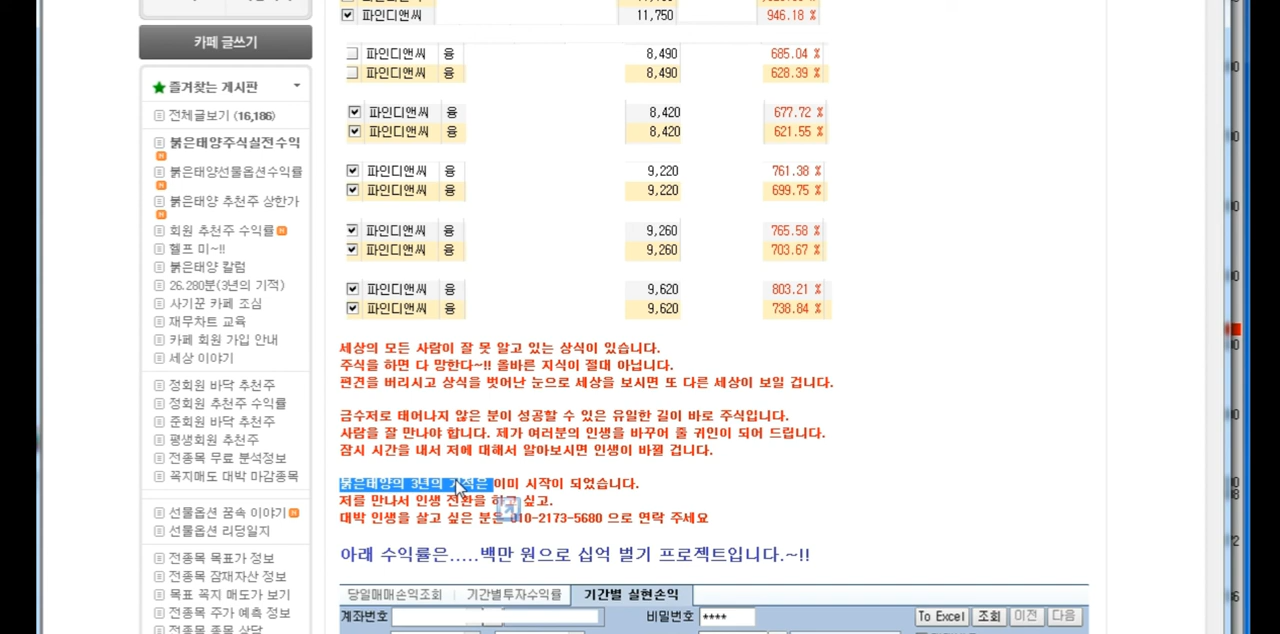 카페 글쓰기
즐겨찾는 게시판
전체글보기 (16,186)
붉은태양주식실전수익
붉은태양선물옵션수익률
붉은태양 추천주 상한가
회원 추천주 수익률
헬프 미~!!
붉은태양 칼럼
26.280분(3년의 기적)
사기꾼 카페 조심
재무차트 교육
카페 회원 가입 안내
세상 이야기
정회원 바닥 추천주
정회원 추천주 수익률
준회원 바닥 추천주
평생회원 추천주
전종목 무료 분석정보
꼭지매도 대박 마감종목
선물옵션 꿈속 이야기
선물옵션 리딩일지
전종목 목표가 정보
전종목 잠재자산 정보
목표 꼭지 매도가 보기
전종목 주가 예측 정보
전종목 종목 상담
파인디앤씨 11,750 946.18 %
파인디앤씨 융 8,490 685.04 %
파인디앤씨 융 8,490 628.39 %
파인디앤씨 융 8,420 677.72 %
파인디앤씨 융 8,420 621.55 %
파인디앤씨 융 9,220 761.38 %
파인디앤씨 융 9,220 699.75 %
파인디앤씨 융 9,260 765.58 %
파인디앤씨 융 9,260 703.67 %
파인디앤씨 융 9,620 803.21 %
파인디앤씨 융 9,620 738.84 %
세상의 모든 사람이 잘 못 알고 있는 상식이 있습니다.
주식을 하면 다 망한다~!! 올바른 지식이 절대 아닙니다.
편견을 버리시고 상식을 벗어난 눈으로 세상을 보시면 또 다른 세상이 보일 겁니다.
금수저로 태어나지 않은 분이 성공할 수 있은 유일한 길이 바로 주식입니다.
사람을 잘 만나야 합니다. 제가 여러분의 인생을 바꾸어 줄 귀인이 되어 드립니다.
잠시 시간을 내서 저에 대해서 알아보시면 인생이 바뀔 겁니다.
붉은태양의 3년의 기적은 이미 시작이 되었습니다.
저를 만나서 인생 전환을 하고 싶고.
대박 인생을 살고 싶은 분은 010-2173-5680 으로 연락 주세요
아래 수익률은.....백만 원으로 십억 벌기 프로젝트입니다.~!!
당일매매손익조회 기간별투자수익률 기간별 실현손익
계좌번호 비밀번호 **** To Excel 조회 이전 다음